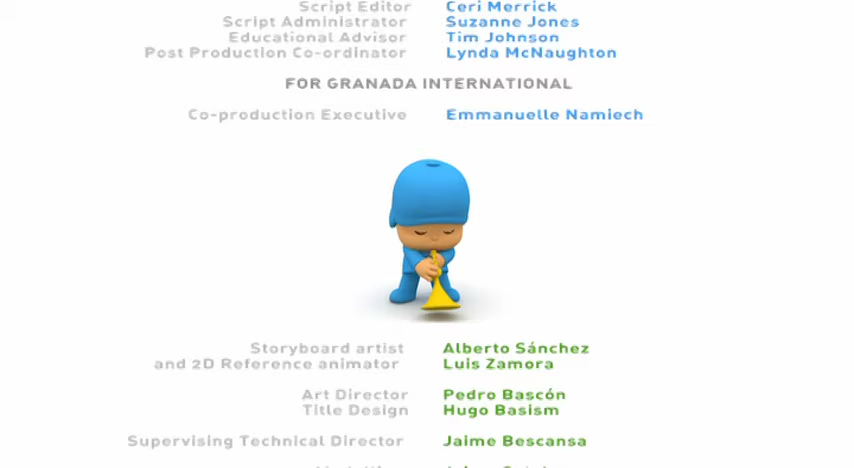 Script Editor Ceri Merrick
Script Administrator Suzanne Jones
Educational Advisor Tim Johnson
Post Production Co-ordinator Lynda McNaughton
FOR GRANADA INTERNATIONAL
Co-production Executive Emmanuelle Namiech
Storyboard artist Alberto Sánchez
and 2D Reference animator Luis Zamora
Art Director Pedro Bascón
Title Design Hugo Basism
Supervising Technical Director Jaime Bescansa